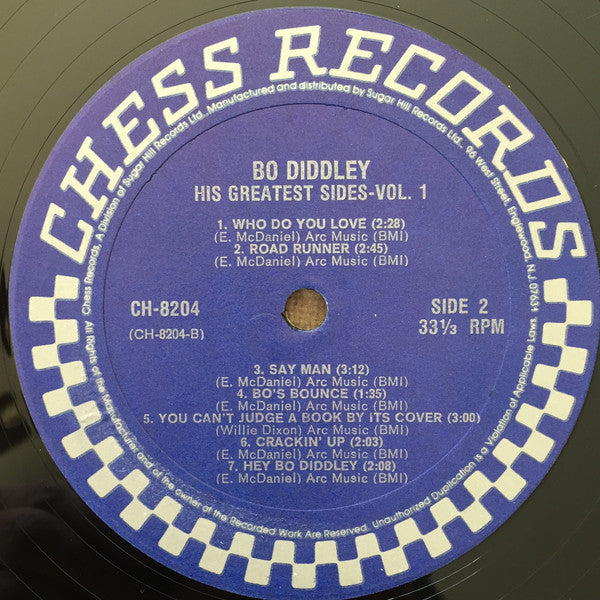 CHESS RECORDS
Chess Records, A Division of Sugar Hill Records Ltd., Manufactured and distributed by Sugar Hill Records Ltd., 96 West Street, Englewood, N.J. 07631
All Rights of the Manufacturer and of the owner of the Recorded Work Are Reserved. Unauthorized Duplication is a Violation of Applicable Laws.
BO DIDDLEY
HIS GREATEST SIDES-VOL. 1
1. WHO DO YOU LOVE (2:28)
(E. McDaniel) Arc Music (BMI)
2. ROAD RUNNER (2:45)
(E. McDaniel) Arc Music (BMI)
CH-8204 SIDE 2
(CH-8204-B) 33⅓ RPM
3. SAY MAN (3:12)
(E. McDaniel) Arc Music (BMI)
4. BO'S BOUNCE (1:35)
(E. McDaniel) Arc Music (BMI)
5. YOU CAN'T JUDGE A BOOK BY ITS COVER (3:00)
(Willie Dixon) Arc Music (BMI)
6. CRACKIN' UP (2:03)
(E. McDaniel) Arc Music (BMI)
7. HEY BO DIDDLEY (2:08)
(E. McDaniel) Arc Music (BMI)